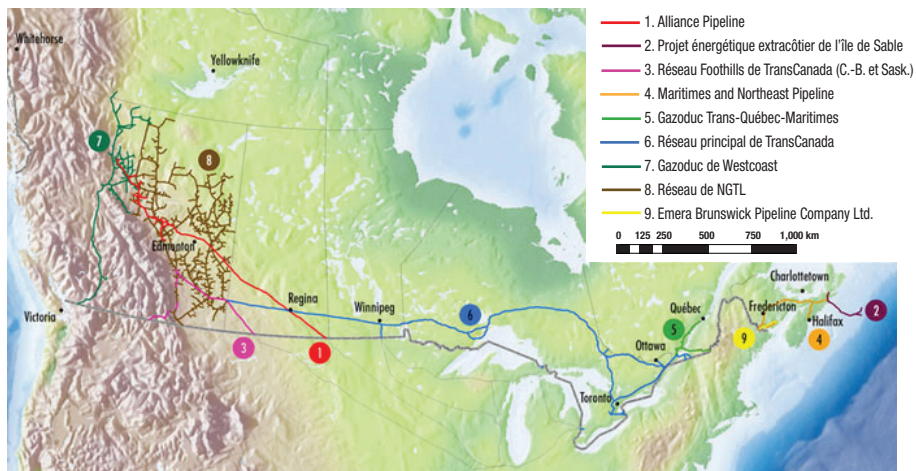 Whitehorse
Yellowknife
7
8
Edmonton
Victoria
Regina
Winnipeg
3
1
6
Ottawa
Toronto
5
Québec
Charlottetown
Fredericton
Halifax
9
4
2
1. Alliance Pipeline
2. Projet énergétique extracôtier de l'île de Sable
3. Réseau Foothills de TransCanada (C.-B. et Sask.)
4. Maritimes and Northeast Pipeline
5. Gazoduc Trans-Québec-Maritimes
6. Réseau principal de TransCanada
7. Gazoduc de Westcoast
8. Réseau de NGTL
9. Emera Brunswick Pipeline Company Ltd.
0 125 250 500 750 1,000 km